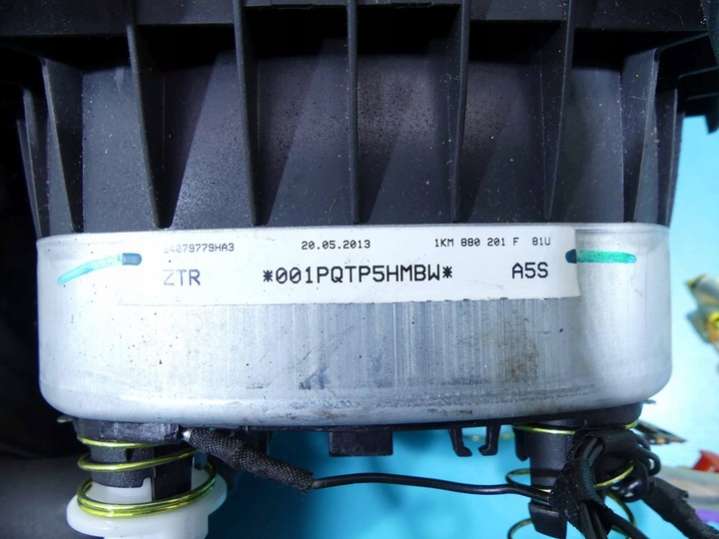 20.05.2013 1KM 880 201 F 81U
ZTR *001PQTP5HMBW* A5S